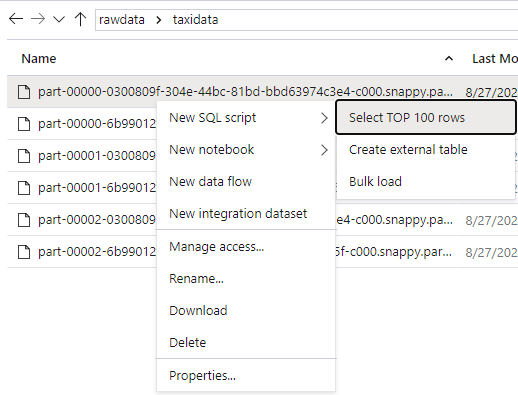 rawdata > taxidata
Name Last Mo
part-00000-0300809f-304e-44bc-81bd-bbd63974c3e4-c000.snappy.pa... 8/27/202
part-00000-6b99012
New SQL script
Select TOP 100 rows
part-00001-0300809
New notebook
Create external table
part-00001-6b99012
New data flow
Bulk load
part-00002-0300809
New integration dataset
e4-c000.snappy.pa... 8/27/202
part-00002-6b99012
Manage access...
6f-c000.snappy.par... 8/27/202
Rename...
Download
Delete
Properties...